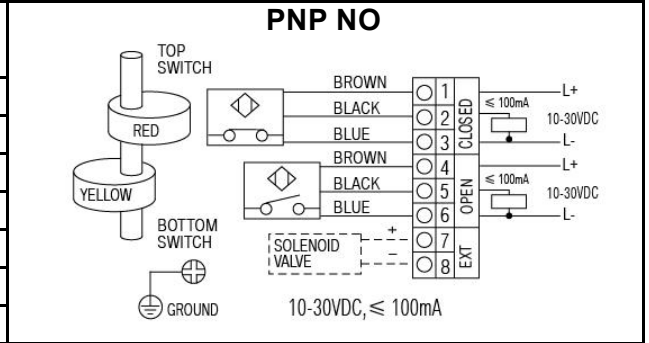 PNP NO
TOP
SWITCH
RED
YELLOW
BOTTOM
SWITCH
GROUND
BROWN
BLACK
BLUE
BROWN
BLACK
BLUE
SOLENOID
VALVE
+
−
1
2
3
4
5
6
7
8
CLOSED
OPEN
EXT
L+
≤ 100mA
10-30VDC
L-
L+
≤ 100mA
10-30VDC
L-
10-30VDC, ≤ 100mA